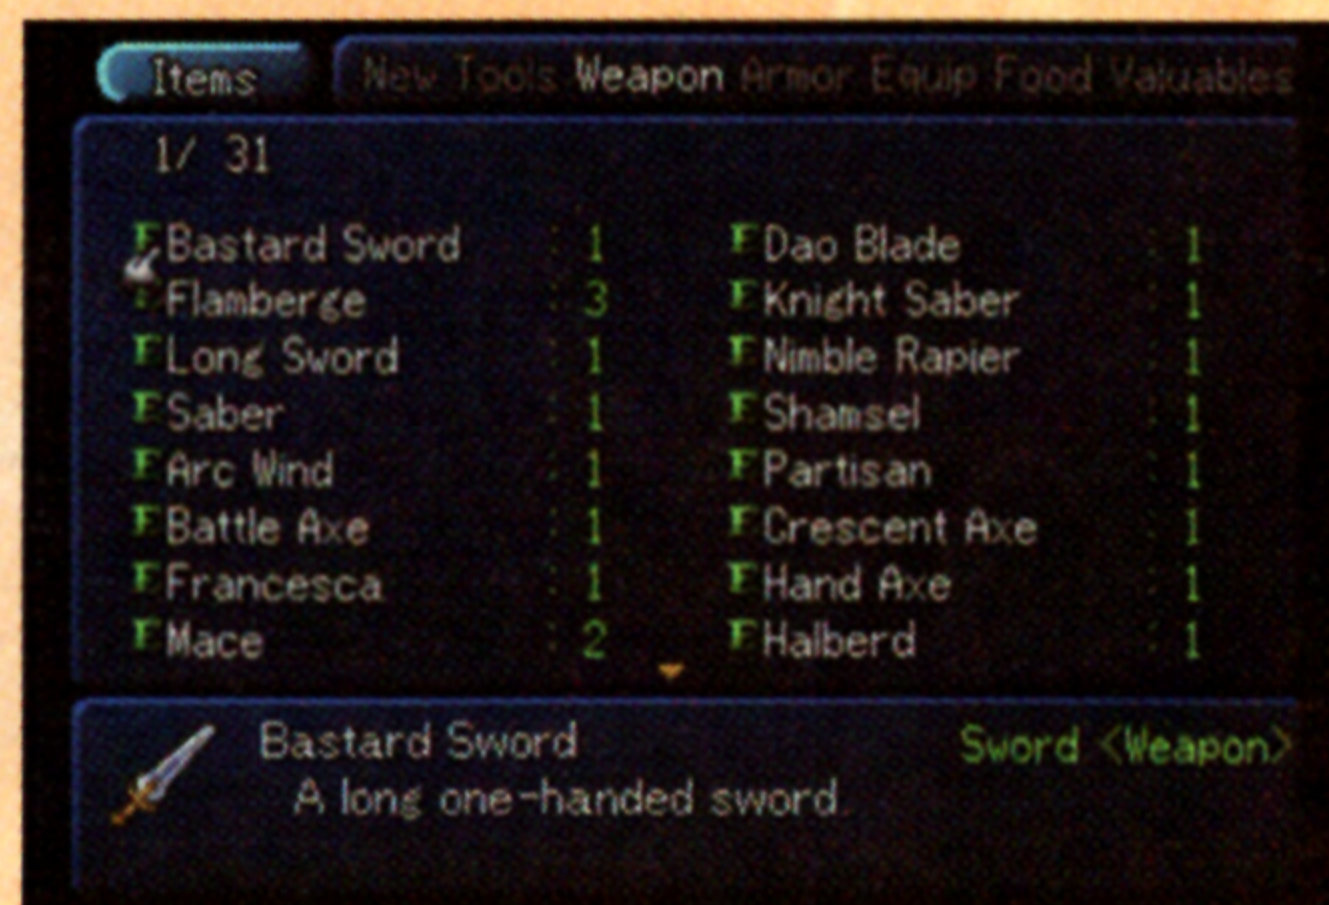 Items New Tools Weapon Armor Equip Food Valuables
1/ 31
E Bastard Sword : 1 E Dao Blade : 1
E Flamberge : 3 E Knight Saber : 1
E Long Sword : 1 E Nimble Rapier : 1
E Saber : 1 E Shamsel : 1
E Arc Wind : 1 E Partisan : 1
E Battle Axe : 1 E Crescent Axe : 1
E Francesca : 1 E Hand Axe : 1
E Mace : 2 E Halberd : 1
Bastard Sword Sword <Weapon>
A long one-handed sword.